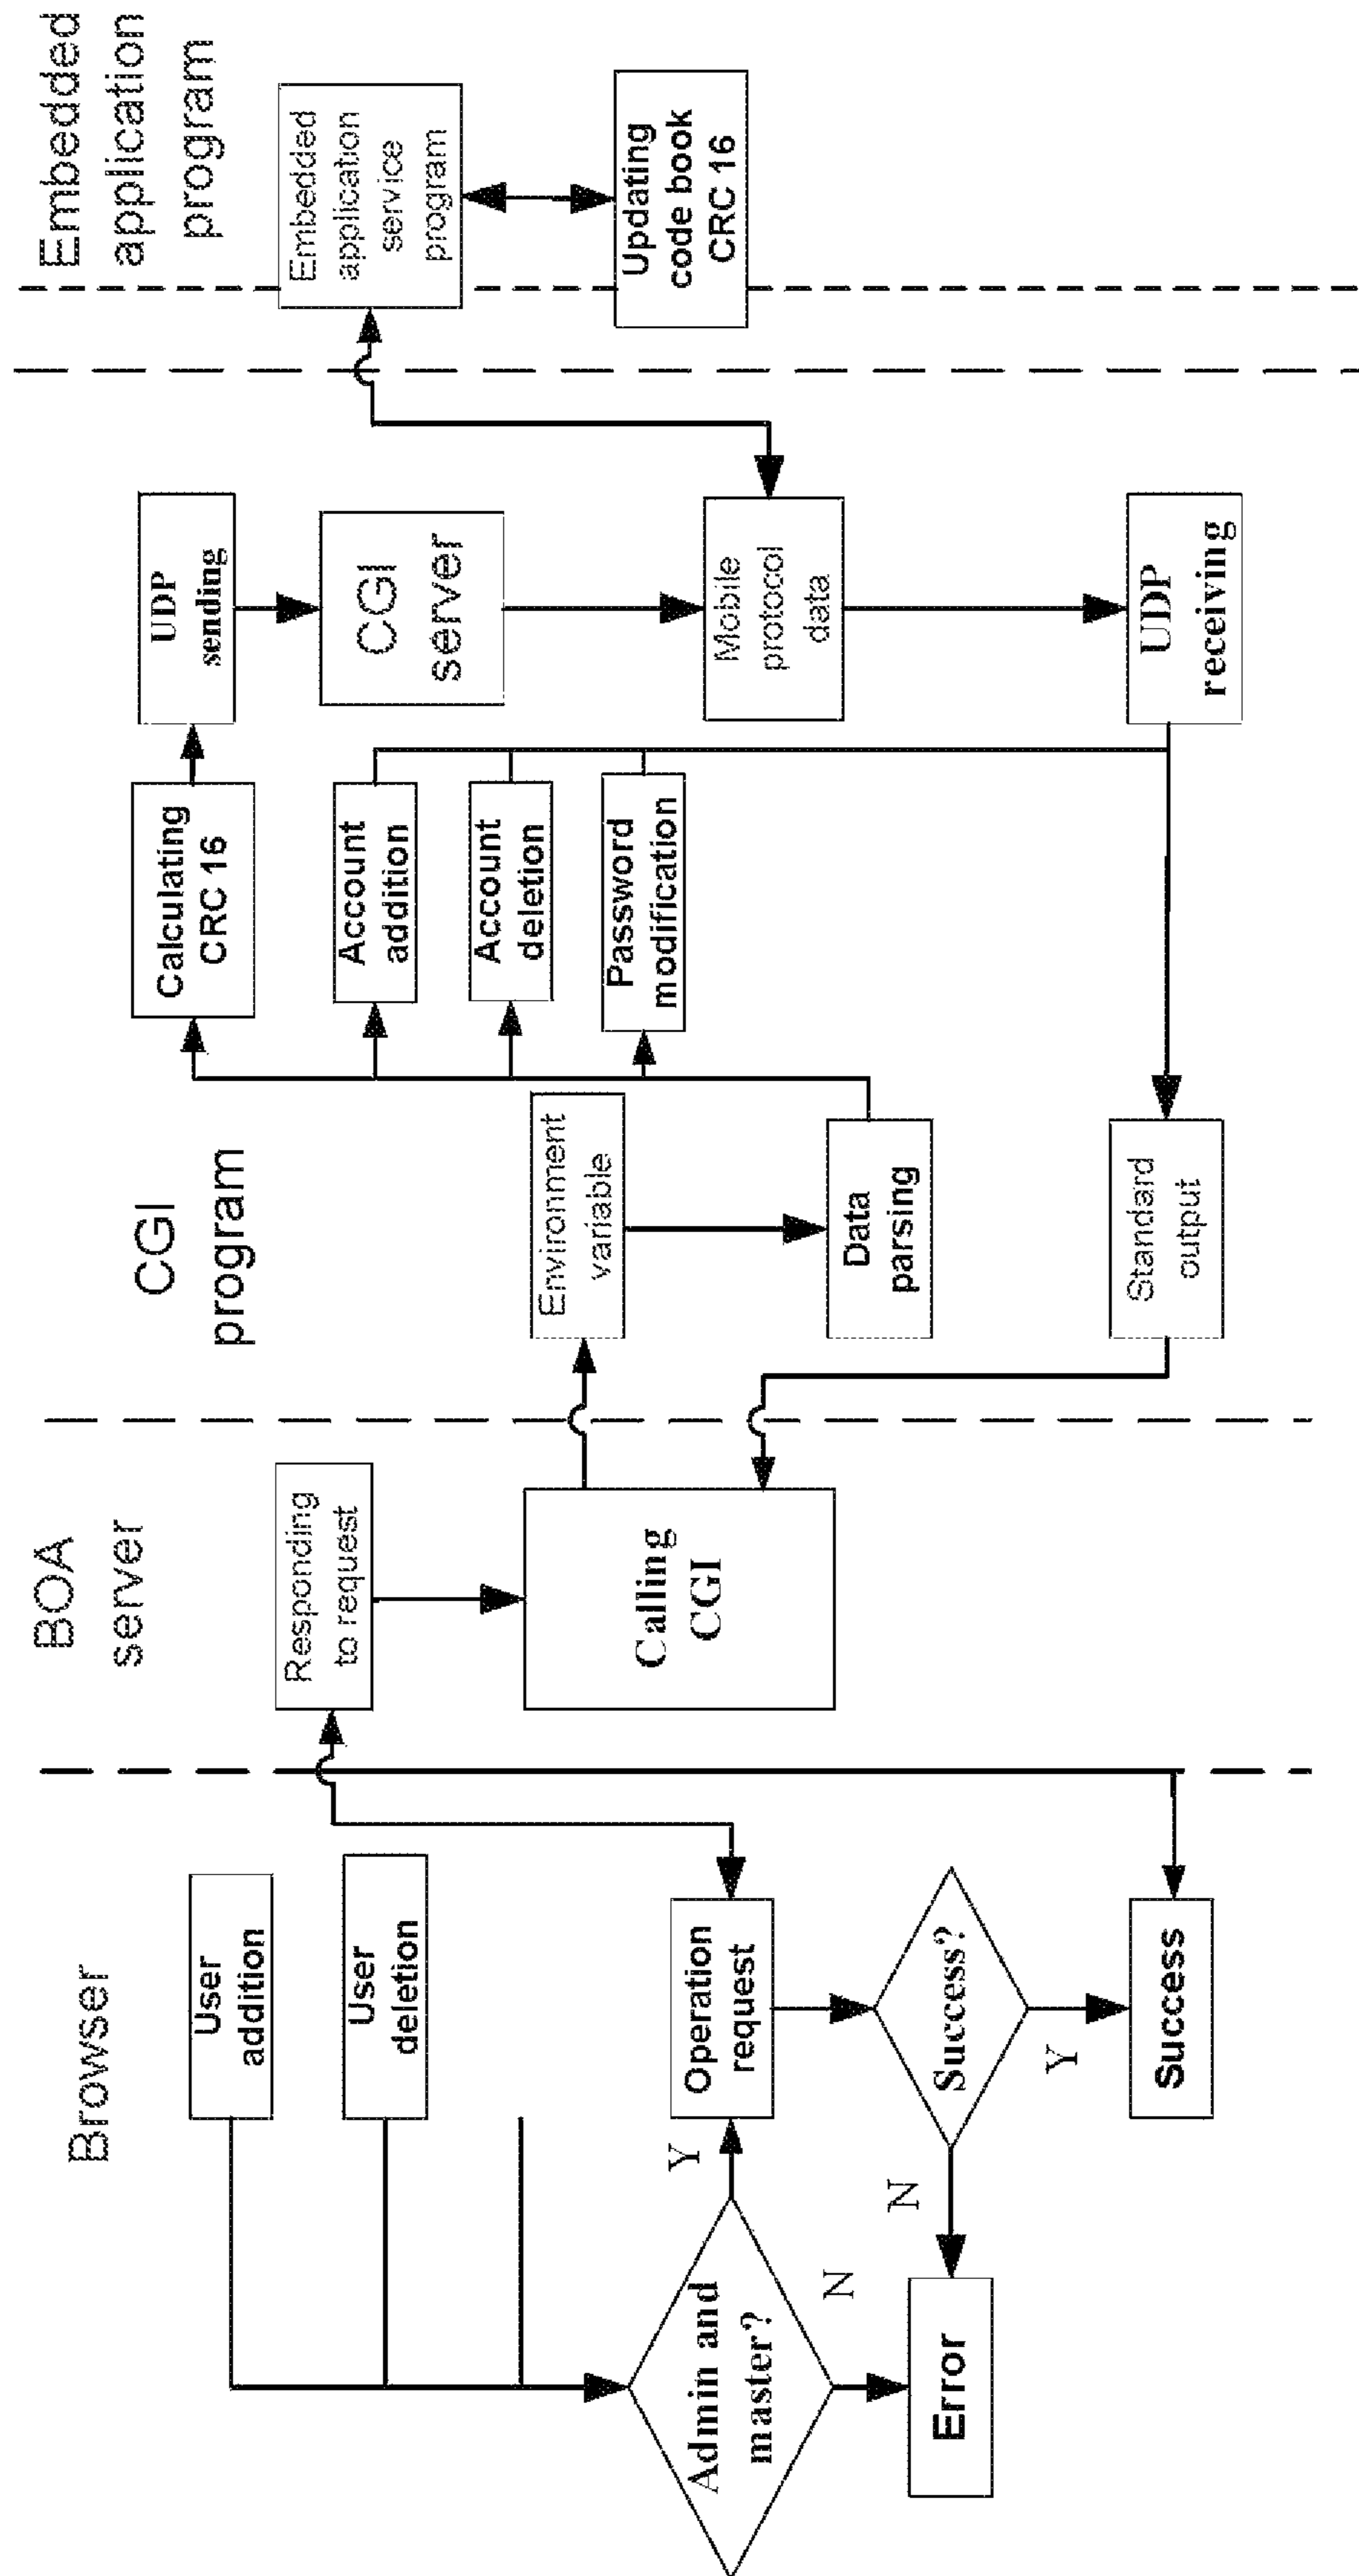 Browser
User
addition
User
deletion
Admin and
master?
Y
N
Operation
request
Success?
N
Y
Error
Success
BOA
server
Responding
to request
Calling
CGI
CGI
program
Environment
variable
Data
parsing
Standard
output
Calculating
CRC 16
Account
addition
Account
deletion
Password
modification
UDP
sending
CGI
server
Mobile
protocol
data
UDP
receiving
Embedded
application
program
Embedded
application
service
program
Updating
code book
CRC 16